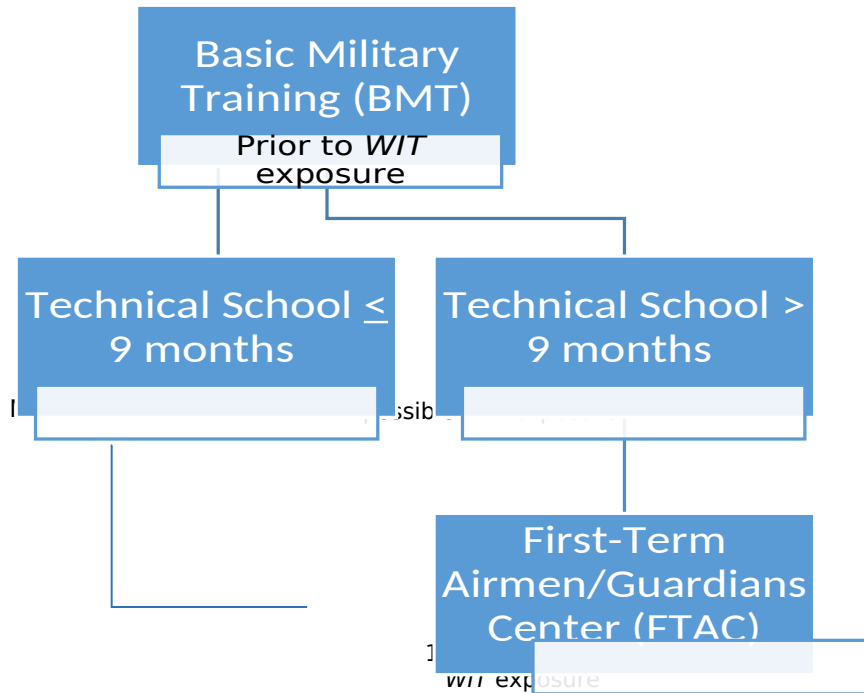 Basic Military
Training (BMT)
Prior to WIT
exposure
Technical School ≤
9 months
Technical School >
9 months
First-Term
Airmen/Guardians
Center (FTAC)
WIT exposure